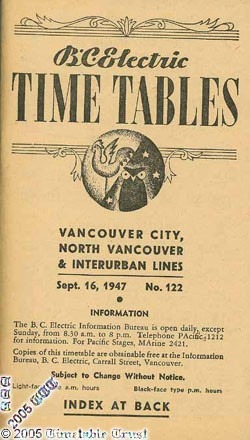 B.C. Electric
TIME TABLES
VANCOUVER CITY,
NORTH VANCOUVER
& INTERURBAN LINES
Sept. 16, 1947 No. 122
INFORMATION
The B. C. Electric Information Bureau is open daily, except
Sunday, from 8.30 a.m. to 8 p.m. Telephone PAcific 1212
for information. For Pacific Stages, MArine 2421.
Copies of this timetable are obtainable free at the Information
Bureau, B. C. Electric, Carrall Street, Vancouver.
Subject to Change Without Notice.
Light-fac a.m. hours Black-face type p.m. hours
INDEX AT BACK
2005
© 2005 Timetable Trust